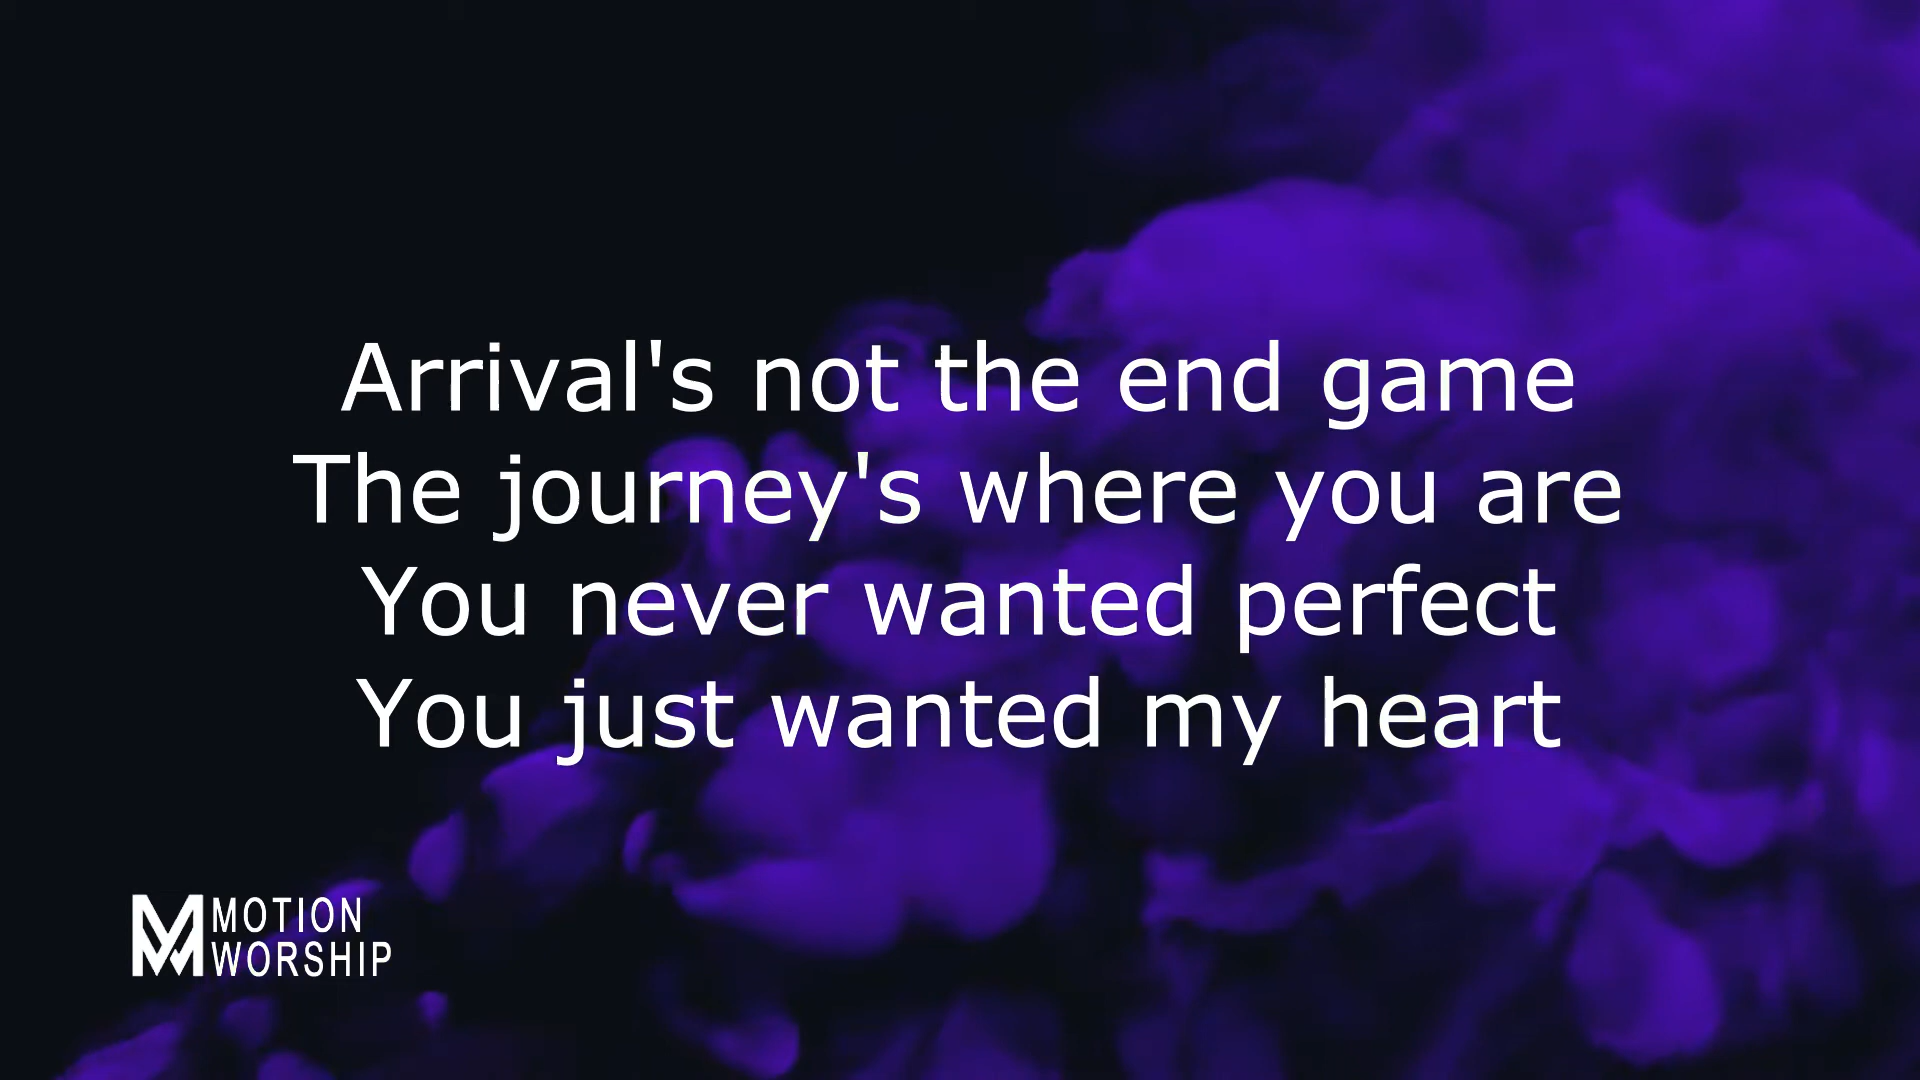 Arrival's not the end game
The journey's where you are
You never wanted perfect
You just wanted my heart
MOTION
WORSHIP